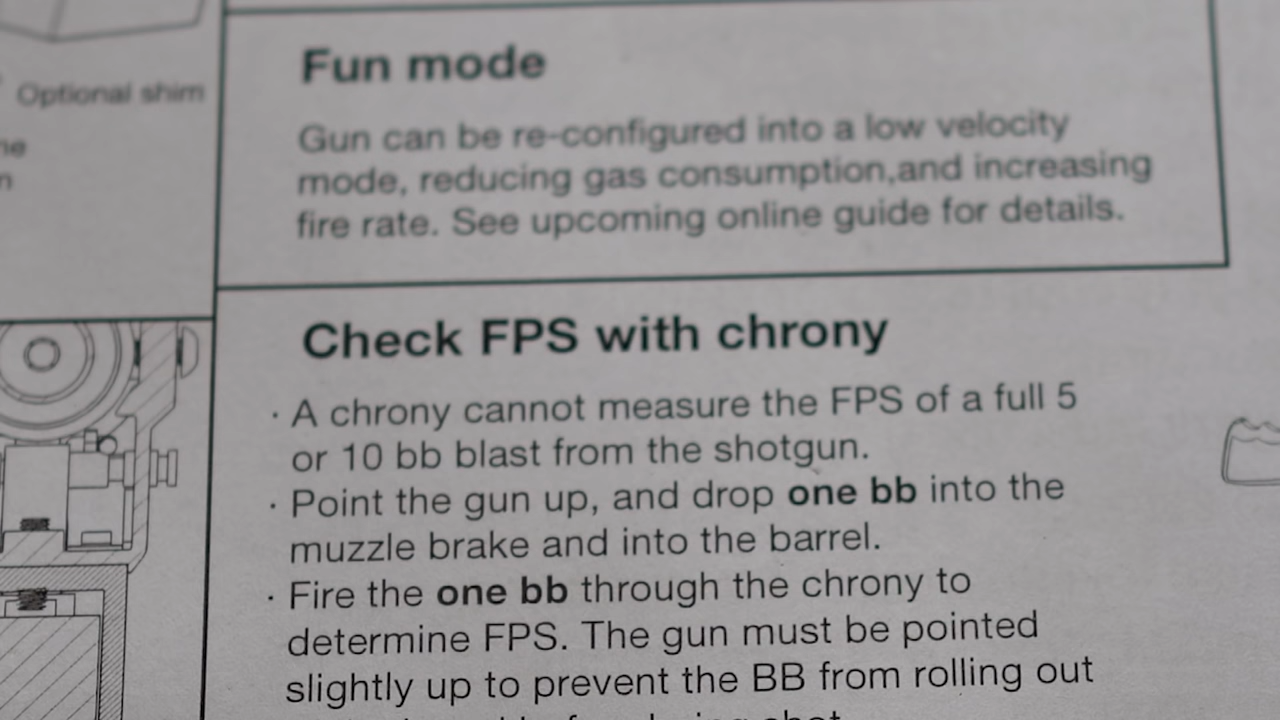 Optional shim
Fun mode
Gun can be re-configured into a low velocity
mode, reducing gas consumption,and increasing
fire rate. See upcoming online guide for details.
Check FPS with chrony
· A chrony cannot measure the FPS of a full 5
or 10 bb blast from the shotgun.
· Point the gun up, and drop one bb into the
muzzle brake and into the barrel.
· Fire the one bb through the chrony to
determine FPS. The gun must be pointed
slightly up to prevent the BB from rolling out